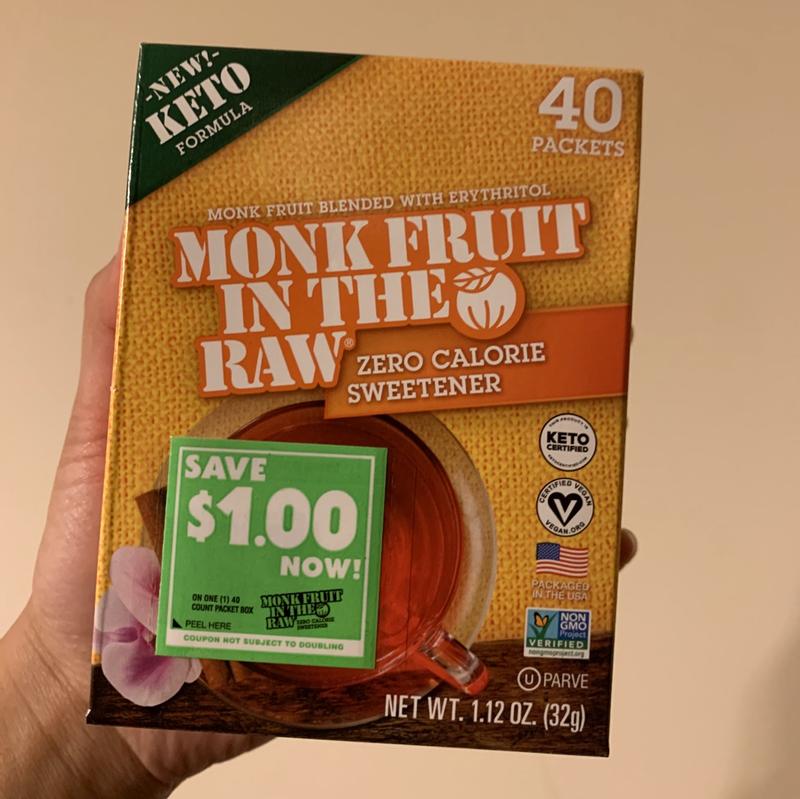 -NEW!-
KETO
FORMULA
40
PACKETS
MONK FRUIT BLENDED WITH ERYTHRITOL
MONK FRUIT
IN THE
RAW®
ZERO CALORIE
SWEETENER
KETO
CERTIFIED
CERTIFIED VEGAN
VEGAN.ORG
PACKAGED
IN THE USA
NON
GMO
Project
VERIFIED
nongmoproject.org
U PARVE
NET WT. 1.12 OZ. (32g)
SAVE
$1.00
NOW!
ON ONE (1) 40
COUNT PACKET BOX
PEEL HERE
MONK FRUIT
IN THE
RAW
ZERO CALORIE
SWEETENER
COUPON NOT SUBJECT TO DOUBLING